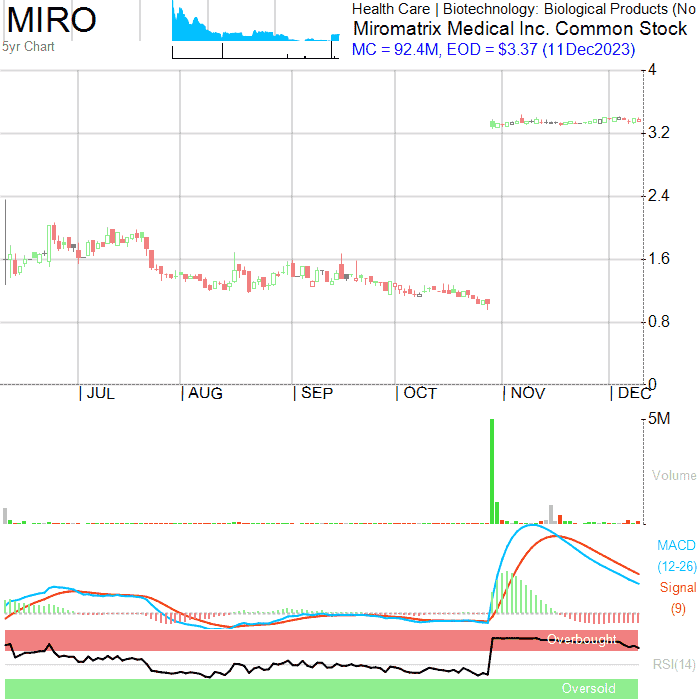 MIRO
5yr Chart
Health Care | Biotechnology: Biological Products (No
Miromatrix Medical Inc. Common Stock
MC = 92.4M, EOD = $3.37 (11Dec2023)
4
3.2
2.4
1.6
0.8
0
| JUL | AUG | SEP | OCT | NOV | DEC
5M
Volume
MACD
(12-26)
Signal
(9)
Overbought
RSI(14)
Oversold